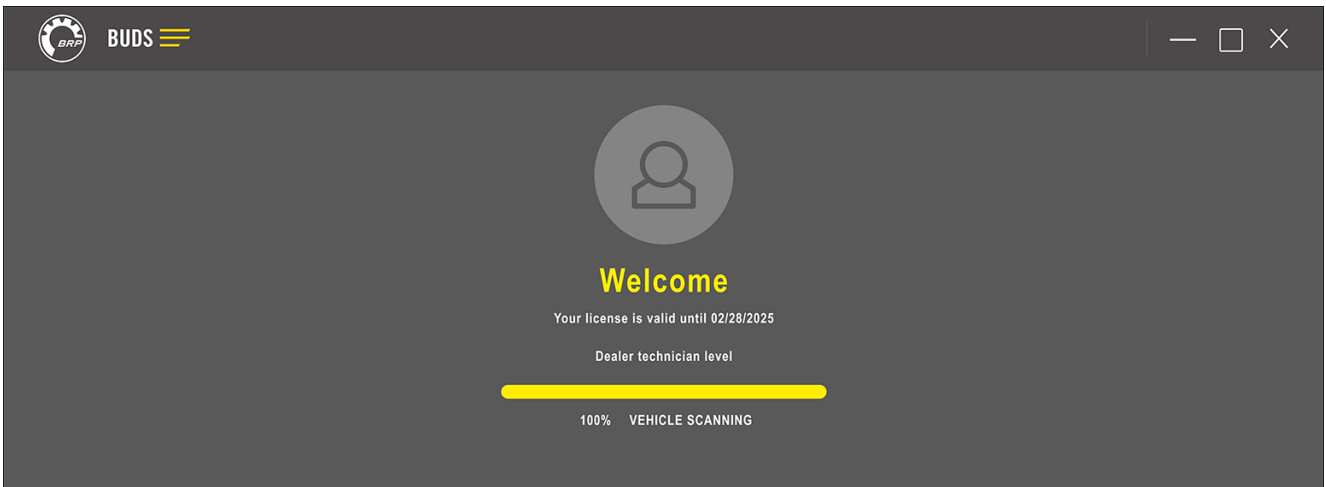 BRP BUDS
Welcome
Your license is valid until 02/28/2025
Dealer technician level
100% VEHICLE SCANNING